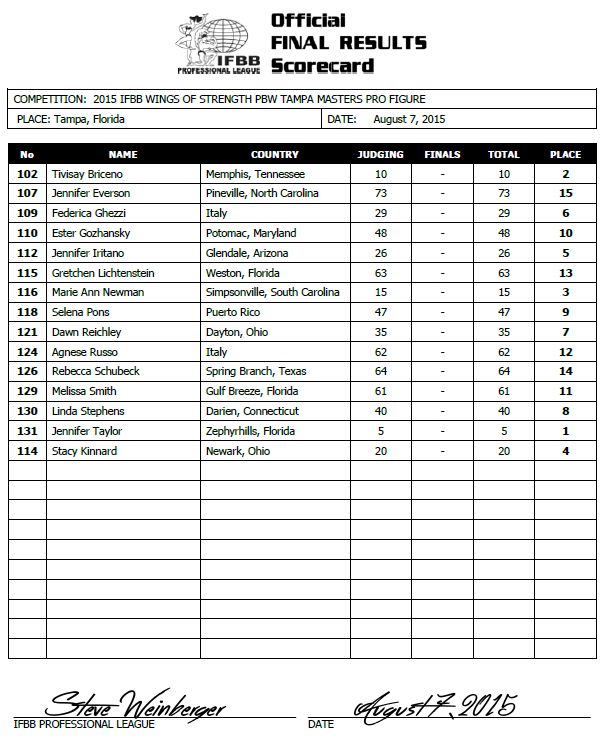 IFBB
PROFESSIONAL LEAGUE
Official
FINAL RESULTS
Scorecard
COMPETITION: 2015 IFBB WINGS OF STRENGTH PBW TAMPA MASTERS PRO FIGURE
PLACE: Tampa, Florida DATE: August 7, 2015
No NAME COUNTRY JUDGING FINALS TOTAL PLACE
102 Tivisay Briceno Memphis, Tennessee 10 - 10 2
107 Jennifer Everson Pineville, North Carolina 73 - 73 15
109 Federica Ghezzi Italy 29 - 29 6
110 Ester Gozhansky Potomac, Maryland 48 - 48 10
112 Jennifer Iritano Glendale, Arizona 26 - 26 5
115 Gretchen Lichtenstein Weston, Florida 63 - 63 13
116 Marie Ann Newman Simpsonville, South Carolina 15 - 15 3
118 Selena Pons Puerto Rico 47 - 47 9
121 Dawn Reichley Dayton, Ohio 35 - 35 7
124 Agnese Russo Italy 62 - 62 12
126 Rebecca Schubeck Spring Branch, Texas 64 - 64 14
129 Melissa Smith Gulf Breeze, Florida 61 - 61 11
130 Linda Stephens Darien, Connecticut 40 - 40 8
131 Jennifer Taylor Zephyrhills, Florida 5 - 5 1
114 Stacy Kinnard Newark, Ohio 20 - 20 4
Steve Weinberger August 7, 2015
IFBB PROFESSIONAL LEAGUE DATE